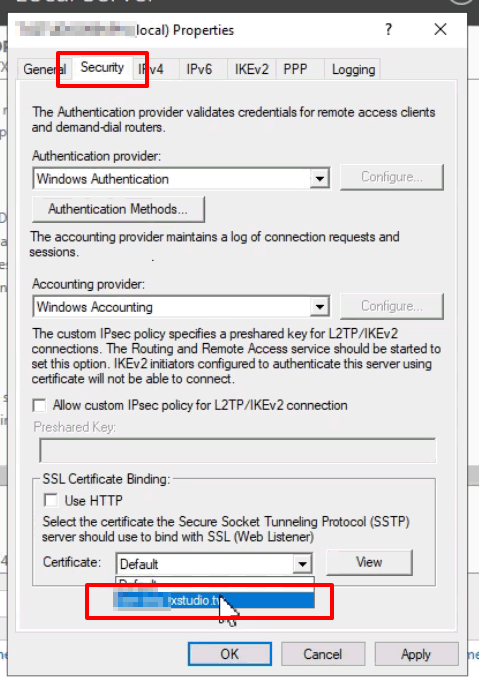 (local) Properties
?
General
Security
IPv4
IPv6
IKEv2
PPP
Logging
The Authentication provider validates credentials for remote access clients
and demand-dial routers.
Authentication provider:
Windows Authentication
Configure...
Authentication Methods...
The accounting provider maintains a log of connection requests and
sessions.
Accounting provider:
Windows Accounting
Configure...
The custom IPsec policy specifies a preshared key for L2TP/IKEv2
connections. The Routing and Remote Access service should be started to
set this option. IKEv2 initiators configured to authenticate this server using
certificate will not be able to connect.
Allow custom IPsec policy for L2TP/IKEv2 connection
Preshared Key:
SSL Certificate Binding:
Use HTTP
Select the certificate the Secure Socket Tunneling Protocol (SSTP)
server should use to bind with SSL (Web Listener)
Certificate:
Default
View
Default
xstudio.tv
OK
Cancel
Apply